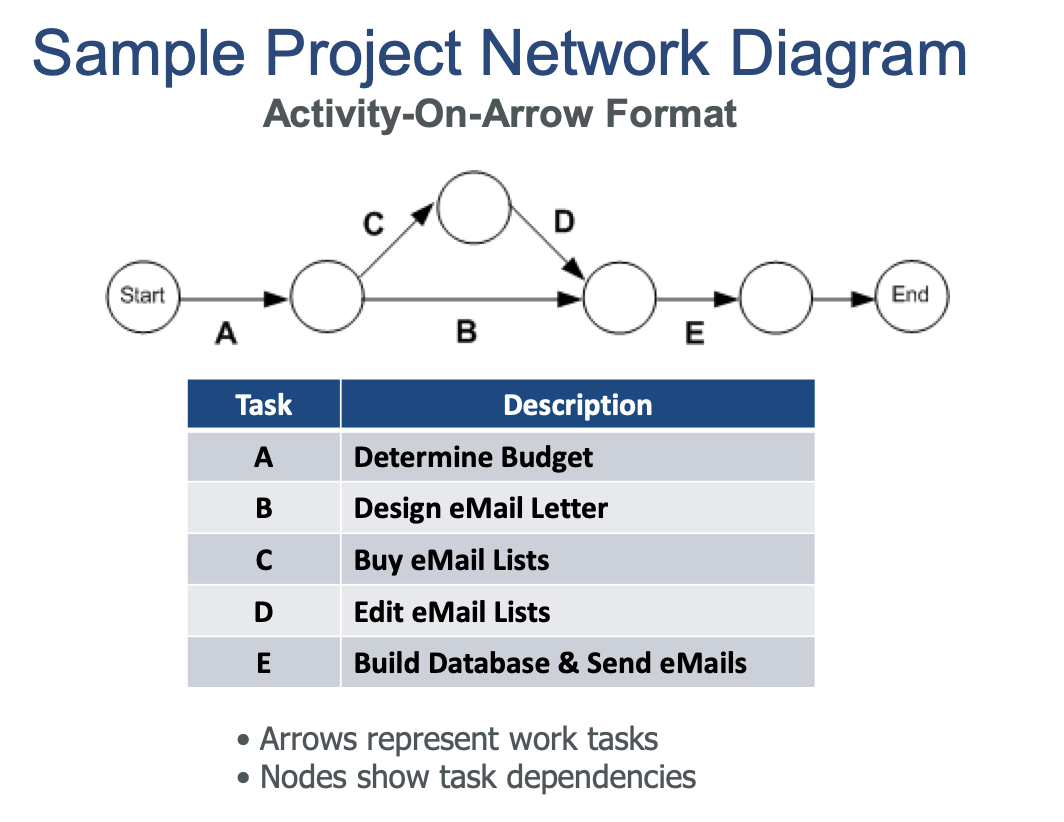 Sample Project Network Diagram
Activity-On-Arrow Format
C
D
Start
End
A
B
E
Task Description
A Determine Budget
B Design eMail Letter
C Buy eMail Lists
D Edit eMail Lists
E Build Database & Send eMails
• Arrows represent work tasks
• Nodes show task dependencies